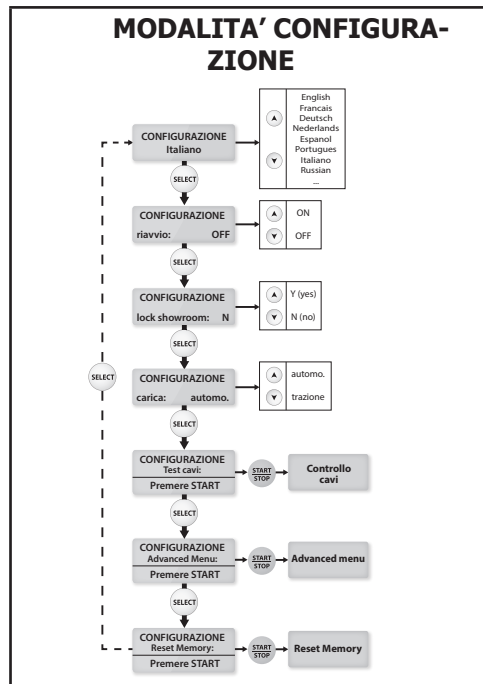 MODALITA’ CONFIGURA-
ZIONE
CONFIGURAZIONE
Italiano
English
Francais
Deutsch
Nederlands
Espanol
Portugues
Italiano
Russian
...
SELECT
CONFIGURAZIONE
riavvio: OFF
ON
OFF
SELECT
CONFIGURAZIONE
lock showroom: N
Y (yes)
N (no)
SELECT
SELECT
CONFIGURAZIONE
carica: automo.
automo.
trazione
SELECT
CONFIGURAZIONE
Test cavi:
Premere START
START
STOP
Controllo
cavi
SELECT
CONFIGURAZIONE
Advanced Menu:
Premere START
START
STOP
Advanced menu
SELECT
CONFIGURAZIONE
Reset Memory:
Premere START
START
STOP
Reset Memory